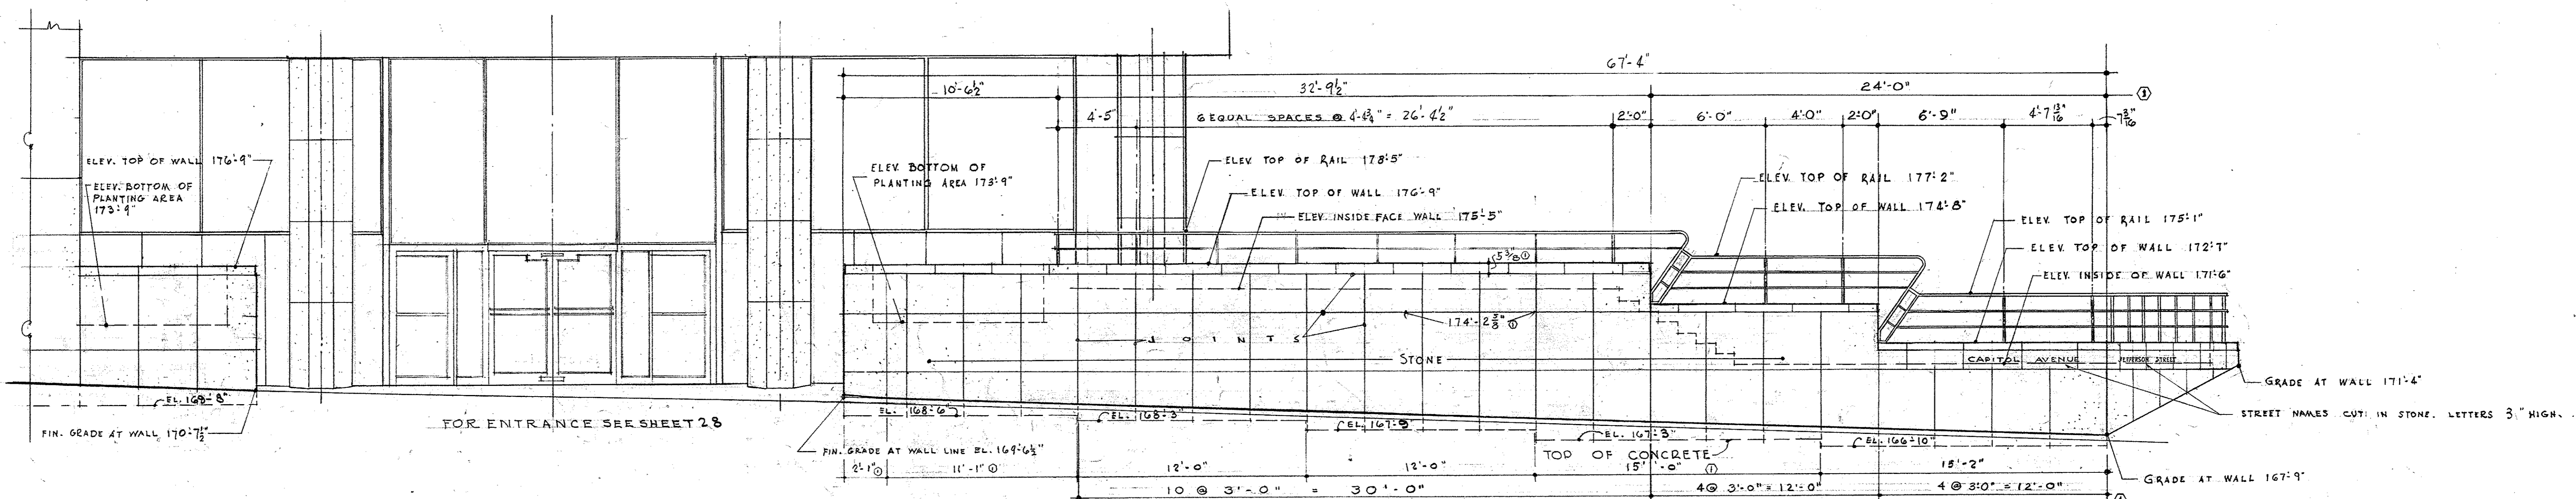 67'-4"
10'-6½" 32'-9½" 24'-0"
4'-5" 6 EQUAL SPACES @ 4'-4¾" = 26'-4½" 2'-0" 6'-0" 4'-0" 2'-0" 6'-9" 4'-7 13/16" 7 3/16"
ELEV. TOP OF WALL 176'-9"
ELEV. BOTTOM OF
PLANTING AREA
173'-9"
ELEV. BOTTOM OF
PLANTING AREA 173'-9"
ELEV. TOP OF RAIL 178'-5"
ELEV. TOP OF WALL 176'-9"
ELEV. INSIDE FACE WALL 175'-5"
ELEV. TOP OF RAIL 177'-2"
ELEV. TOP OF WALL 174'-8"
ELEV. TOP OF RAIL 175'-1"
ELEV. TOP OF WALL 172'-7"
ELEV. INSIDE OF WALL 171'-6"
5⅜ ①
174'-2⅝" ①
JOINTS
STONE
CAPITOL AVENUE JEFFERSON STREET
GRADE AT WALL 171'-4"
STREET NAMES CUT IN STONE. LETTERS 3" HIGH.
EL. 168'-8"
FIN. GRADE AT WALL 170'-7½"
FOR ENTRANCE SEE SHEET 28
EL. 168'-6"
EL. 168'-3"
EL. 167'-9"
EL. 167'-3"
EL. 166'-10"
FIN. GRADE AT WALL LINE EL. 169'-6½"
TOP OF CONCRETE
2'-1" ① 11'-1" ① 12'-0" 12'-0" 15'-0" ① 15'-2"
GRADE AT WALL 167'-9"
10 @ 3'-0" = 30'-0" 4 @ 3'-0" = 12'-0" 4 @ 3'-0" = 12'-0"